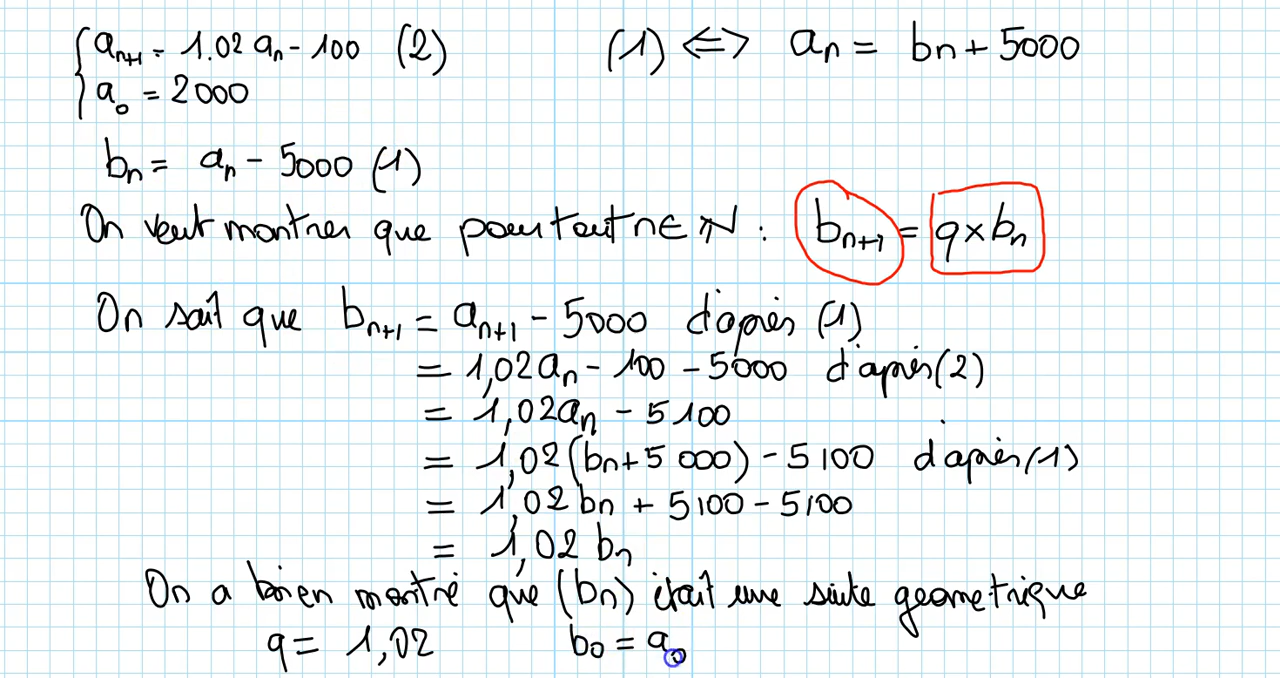 aₙ₊₁ = 1.02 aₙ - 100 (2)
(1) ⟺ aₙ = bₙ + 5000
a₀ = 2000
bₙ = aₙ - 5000 (1)
On veut montrer que pour tout n ∈ ℕ : bₙ₊₁ = q × bₙ
On sait que bₙ₊₁ = aₙ₊₁ - 5000 d'après (1)
= 1,02aₙ - 100 - 5000 d'après (2)
= 1,02aₙ - 5100
= 1,02(bₙ + 5000) - 5100 d'après (1)
= 1,02 bₙ + 5100 - 5100
= 1,02 bₙ
On a bien montré que (bₙ) était une suite geometrique
q = 1,02 b₀ = a₀